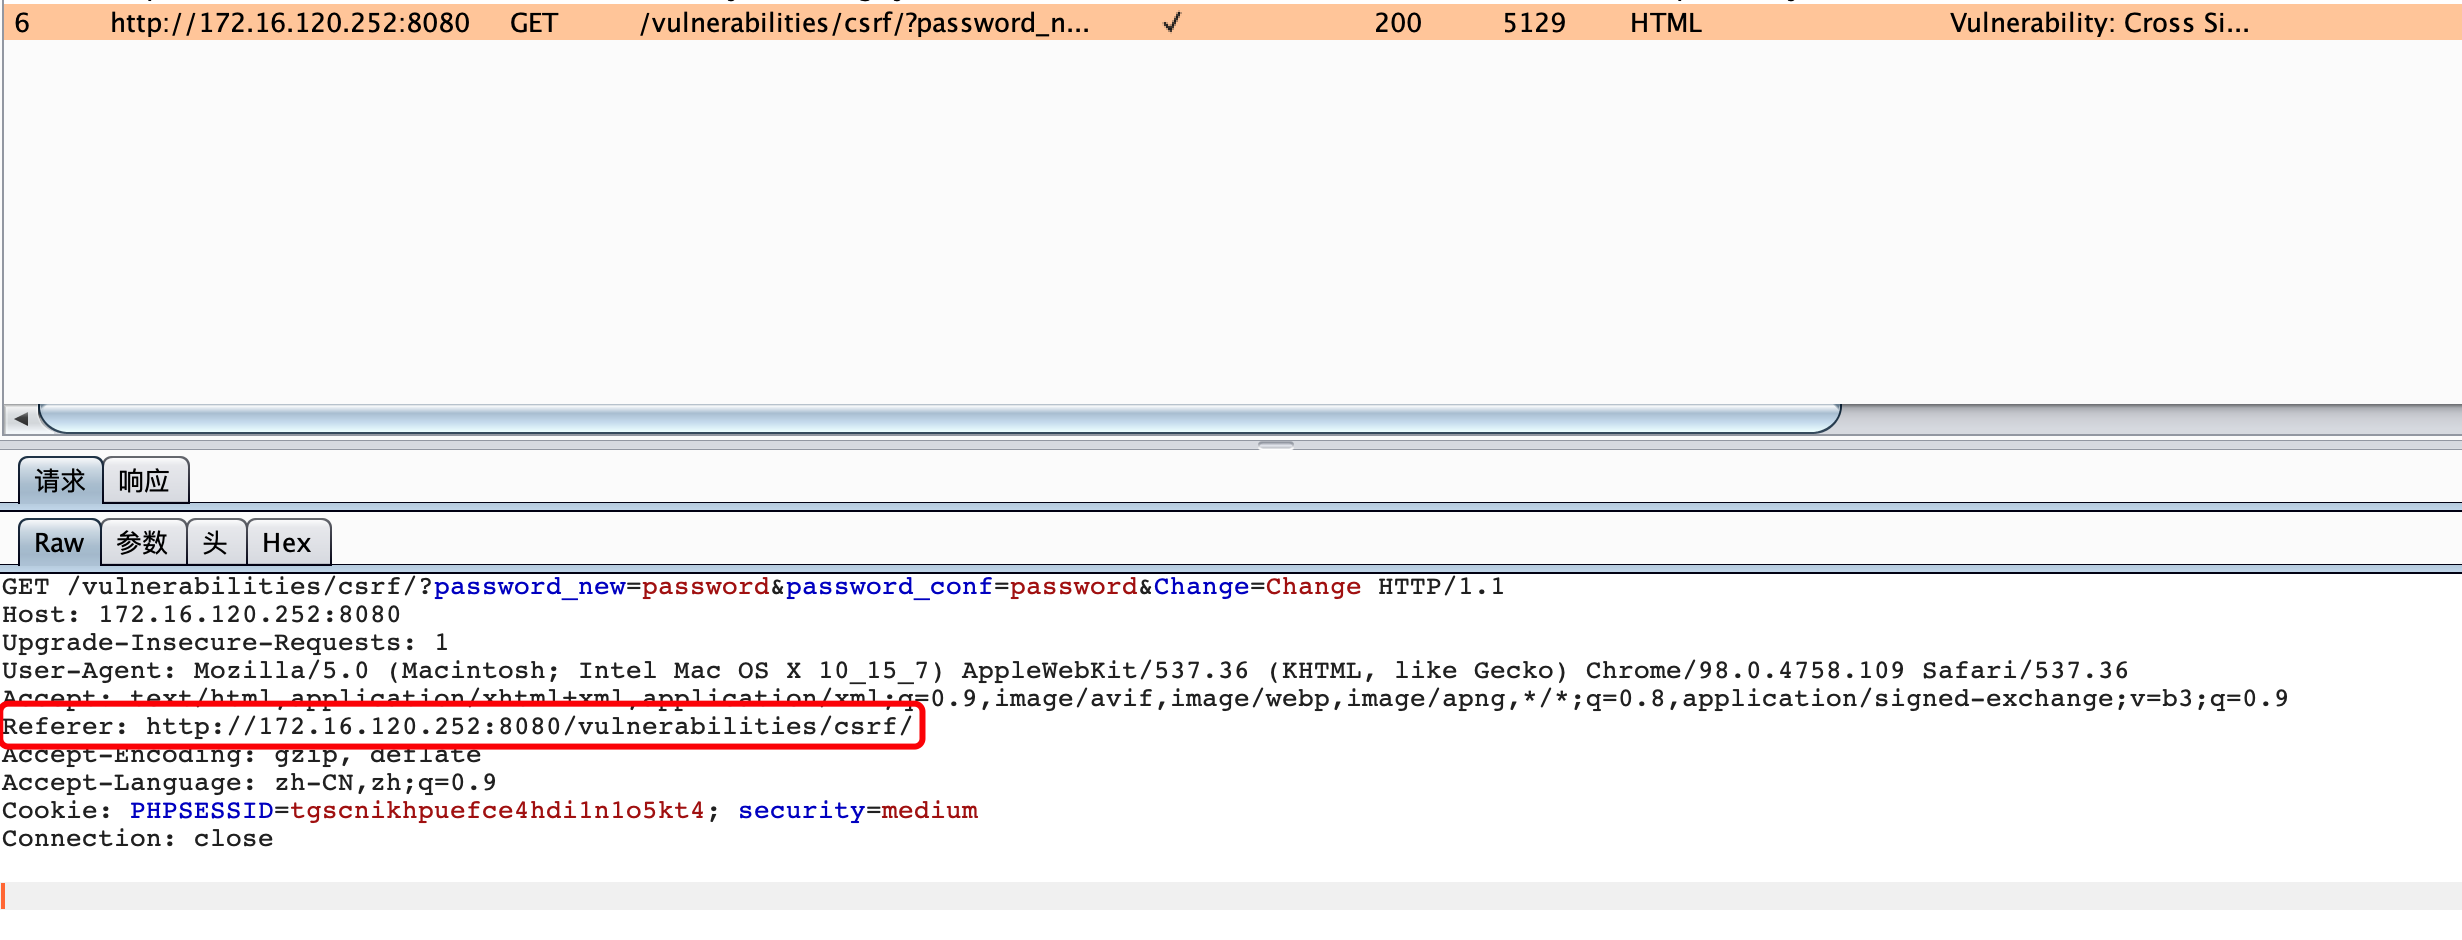 6 http://172.16.120.252:8080 GET /vulnerabilities/csrf/?password_n... ✓ 200 5129 HTML Vulnerability: Cross Si...
请求 响应
Raw 参数 头 Hex
GET /vulnerabilities/csrf/?password_new=password&password_conf=password&Change=Change HTTP/1.1
Host: 172.16.120.252:8080
Upgrade-Insecure-Requests: 1
User-Agent: Mozilla/5.0 (Macintosh; Intel Mac OS X 10_15_7) AppleWebKit/537.36 (KHTML, like Gecko) Chrome/98.0.4758.109 Safari/537.36
Accept: text/html,application/xhtml+xml,application/xml;q=0.9,image/avif,image/webp,image/apng,*/*;q=0.8,application/signed-exchange;v=b3;q=0.9
Referer: http://172.16.120.252:8080/vulnerabilities/csrf/
Accept-Encoding: gzip, deflate
Accept-Language: zh-CN,zh;q=0.9
Cookie: PHPSESSID=tgscnikhpuefce4hdi1n1o5kt4; security=medium
Connection: close